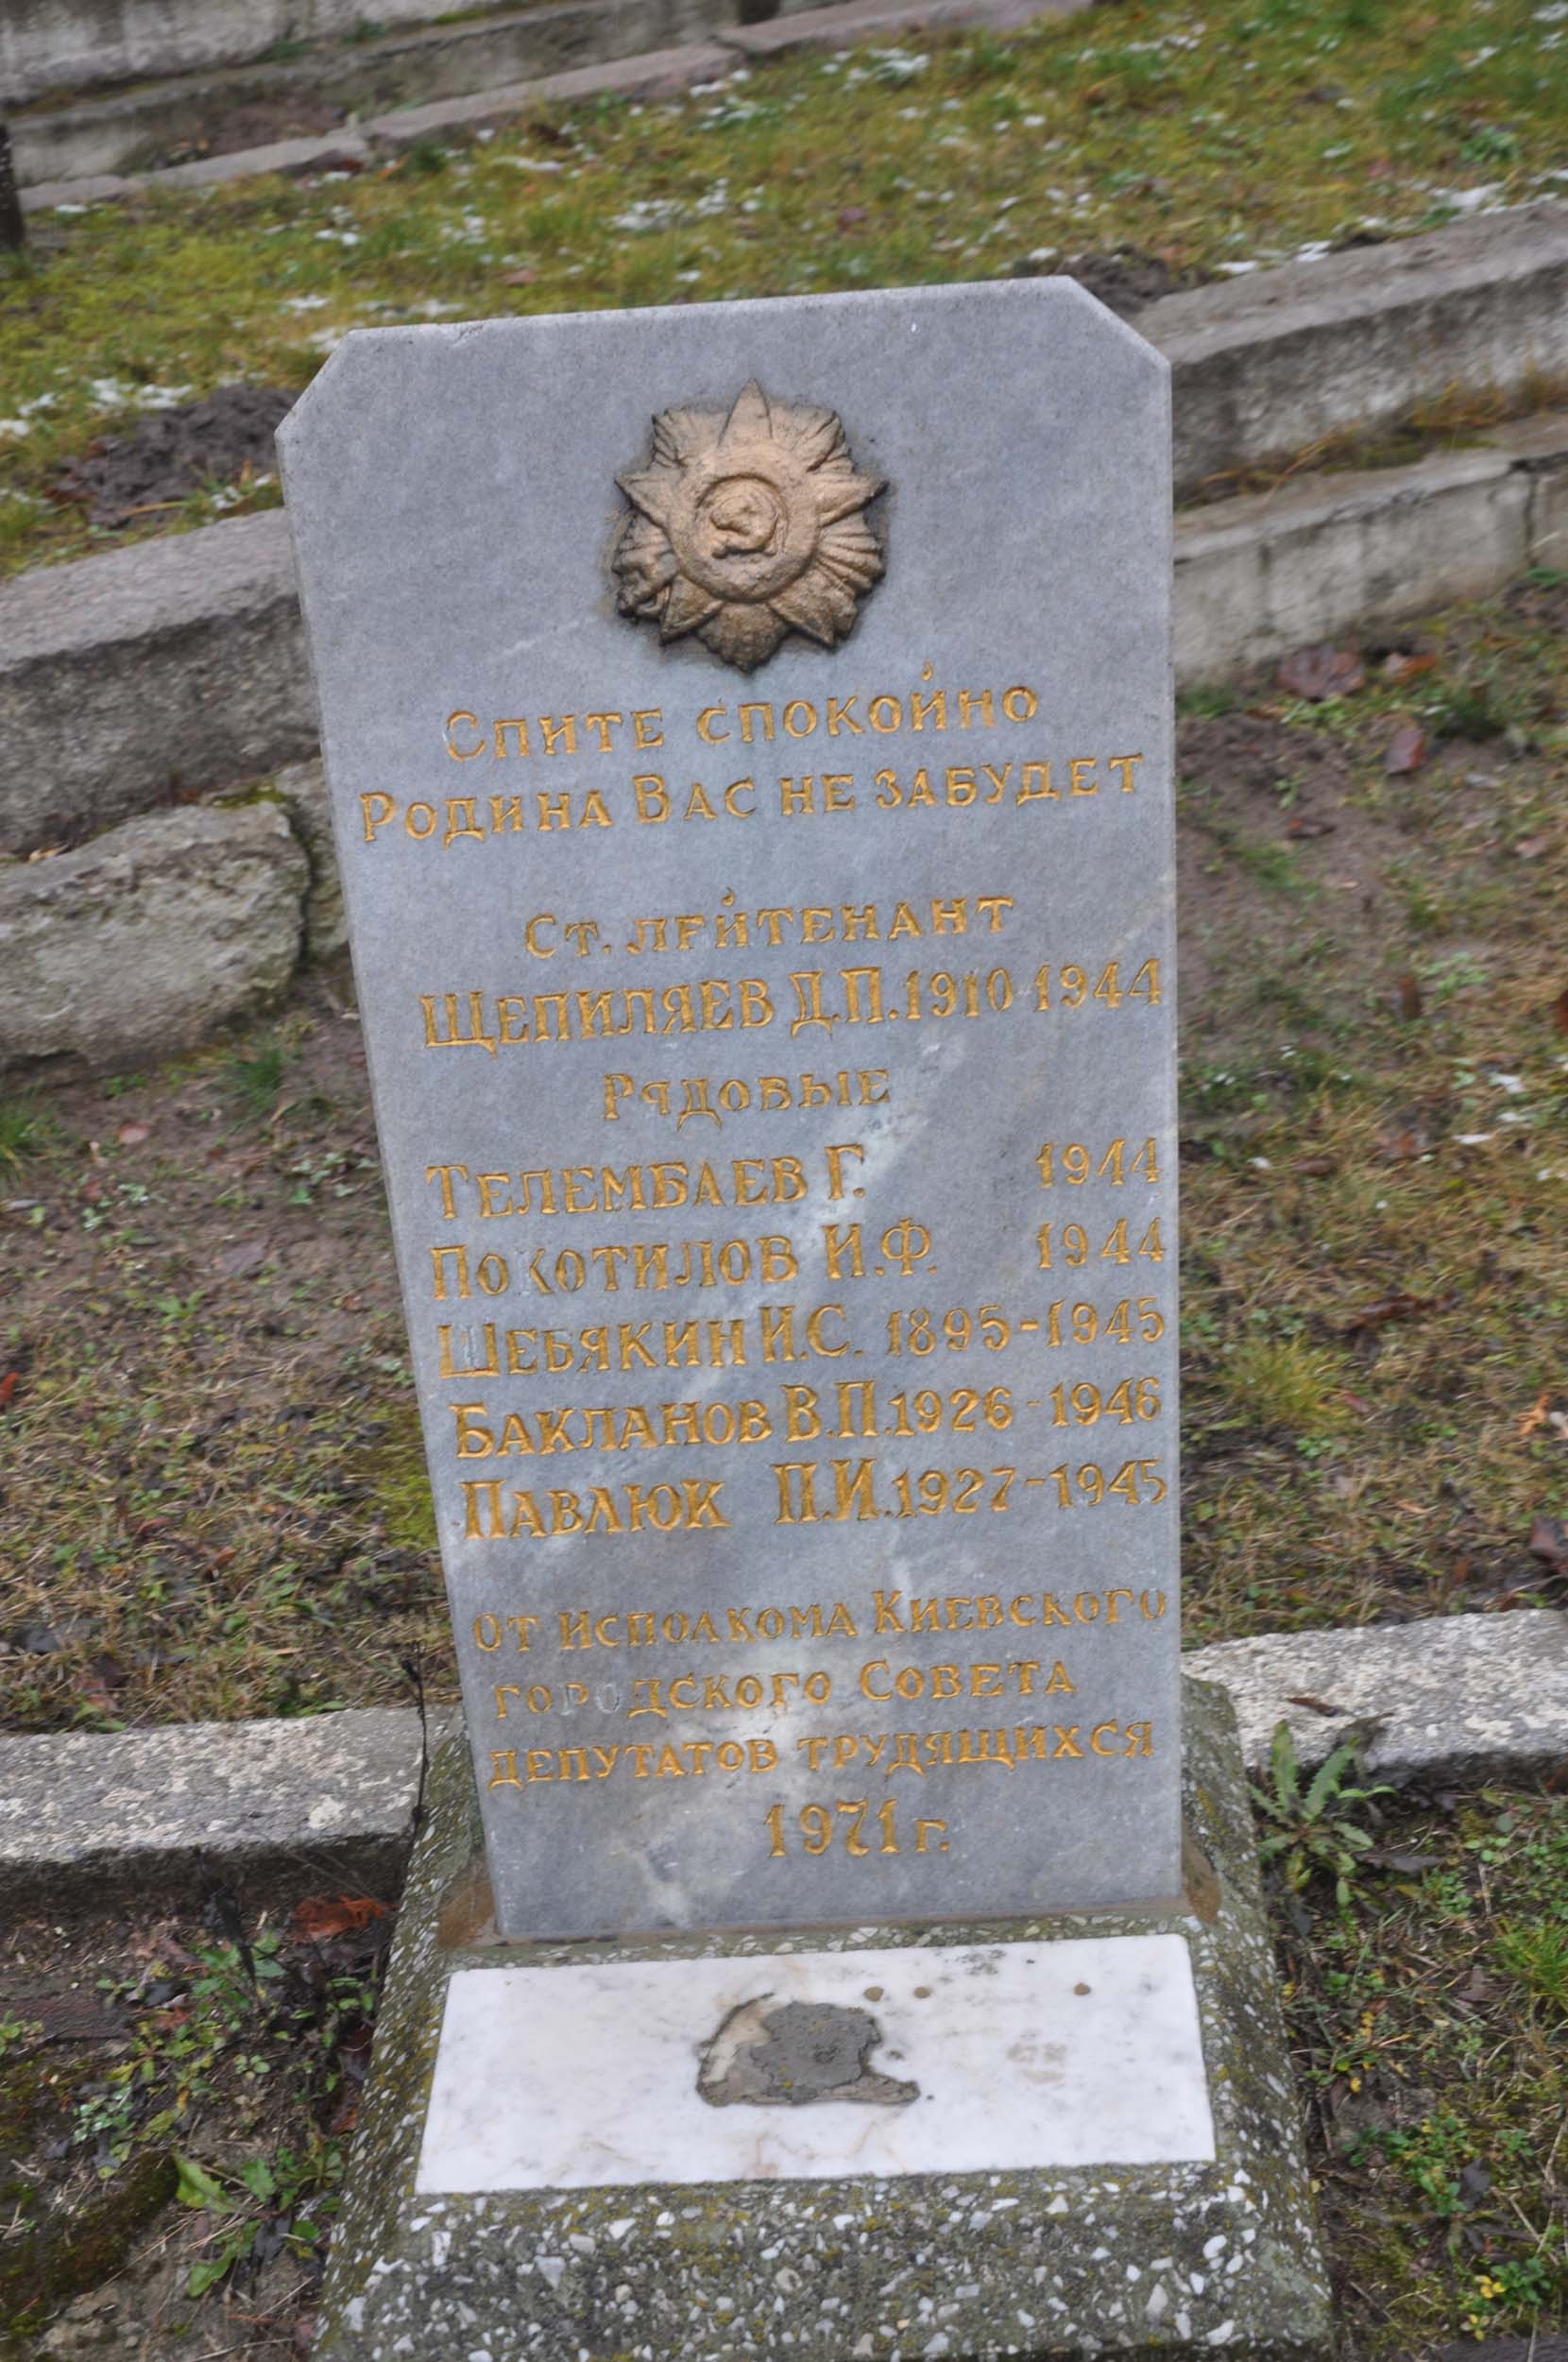 Спите спокойно
Родина Вас не забудет
Ст. лейтенант
Щепиляев Д.П. 1910-1944
Рядовые
Телембаев Г. 1944
Покотилов И.Ф. 1944
Шебякин И.С. 1895-1945
Бакланов В.П. 1926-1946
Павлюк П.И. 1927-1945
От Исполкома Киевского
городского Совета
депутатов трудящихся
1971 г.